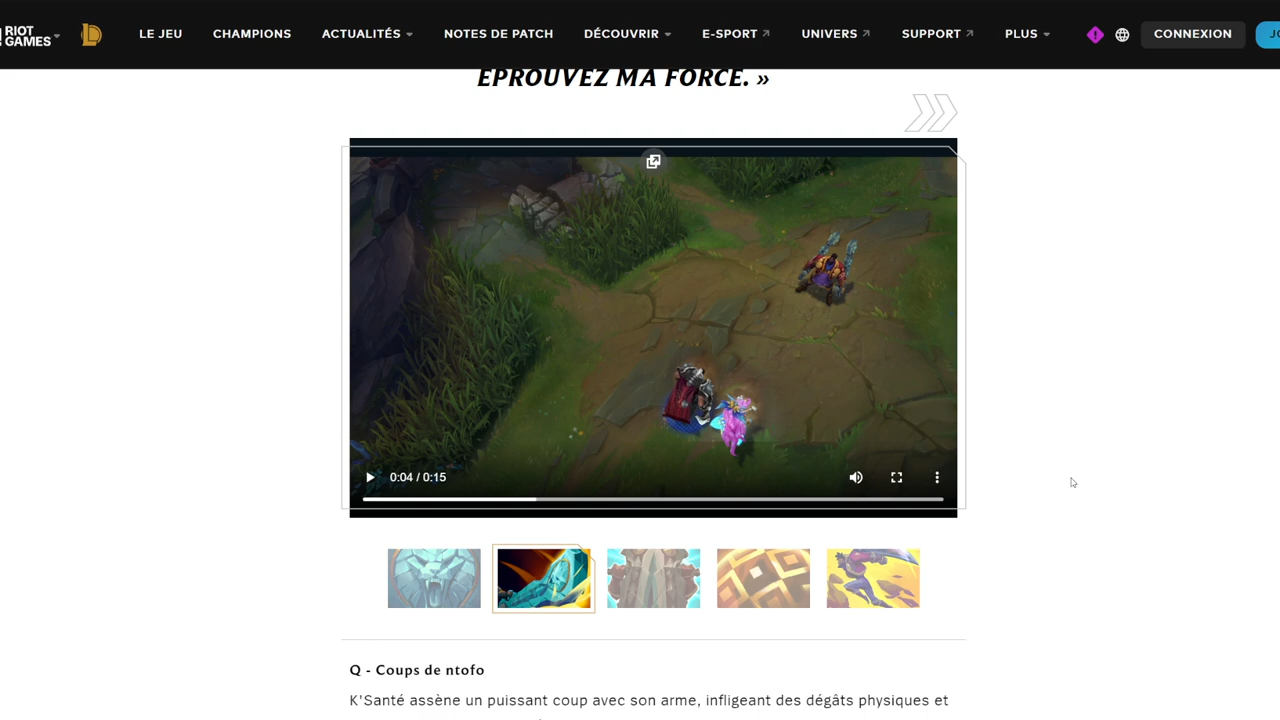 RIOT GAMES
LE JEU CHAMPIONS ACTUALITÉS NOTES DE PATCH DÉCOUVRIR E-SPORT UNIVERS SUPPORT PLUS CONNEXION JO
ÉPROUVEZ MA FORCE. »
0:04 / 0:15
Q - Coups de ntofo
K'Santé assène un puissant coup avec son arme, infligeant des dégâts physiques et